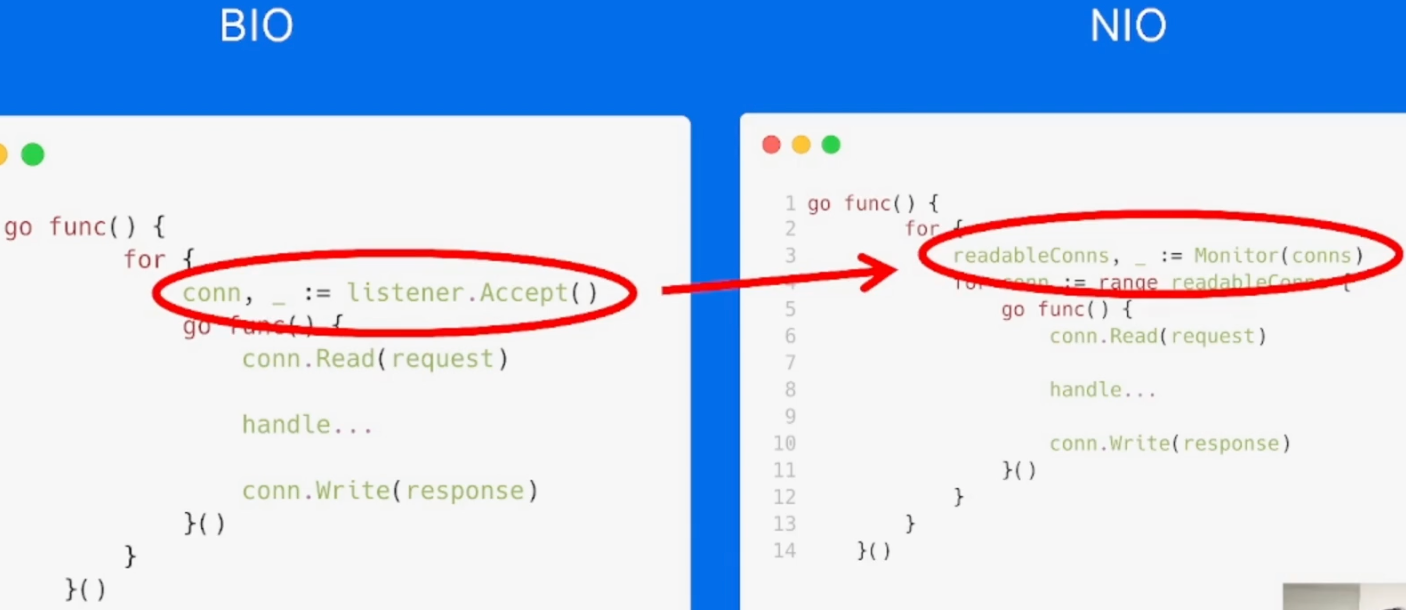 BIO
go func() {
for {
conn, _ := listener.Accept()
go func() {
conn.Read(request)
handle...
conn.Write(response)
}()
}
}()
NIO
1 go func() {
2 for {
3 readableConns, _ := Monitor(conns)
4 for conn := range readableConns {
5 go func() {
6 conn.Read(request)
7
8 handle...
9
10 conn.Write(response)
11 }()
12 }
13 }
14 }()